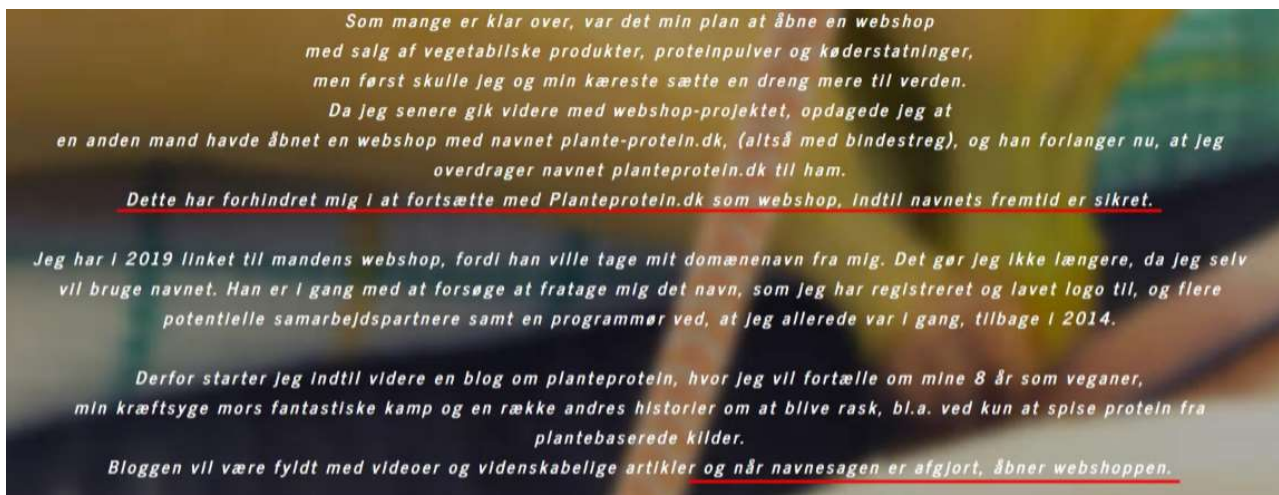 Som mange er klar over, var det min plan at åbne en webshop
med salg af vegetabilske produkter, proteinpulver og køderstatninger,
men først skulle jeg og min kæreste sætte en dreng mere til verden.
Da jeg senere gik videre med webshop-projektet, opdagede jeg at
en anden mand havde åbnet en webshop med navnet plante-protein.dk, (altså med bindestreg), og han forlanger nu, at jeg
overdrager navnet planteprotein.dk til ham.
Dette har forhindret mig i at fortsætte med Planteprotein.dk som webshop, indtil navnets fremtid er sikret.
Jeg har i 2019 linket til mandens webshop, fordi han ville tage mit domænenavn fra mig. Det gør jeg ikke længere, da jeg selv
vil bruge navnet. Han er i gang med at forsøge at fratage mig det navn, som jeg har registreret og lavet logo til, og flere
potentielle samarbejdspartnere samt en programmør ved, at jeg allerede var i gang, tilbage i 2014.
Derfor starter jeg indtil videre en blog om planteprotein, hvor jeg vil fortælle om mine 8 år som veganer,
min kræftsyge mors fantastiske kamp og en række andres historier om at blive rask, bl.a. ved kun at spise protein fra
plantebaserede kilder.
Bloggen vil være fyldt med videoer og videnskabelige artikler og når navnesagen er afgjort, åbner webshoppen.